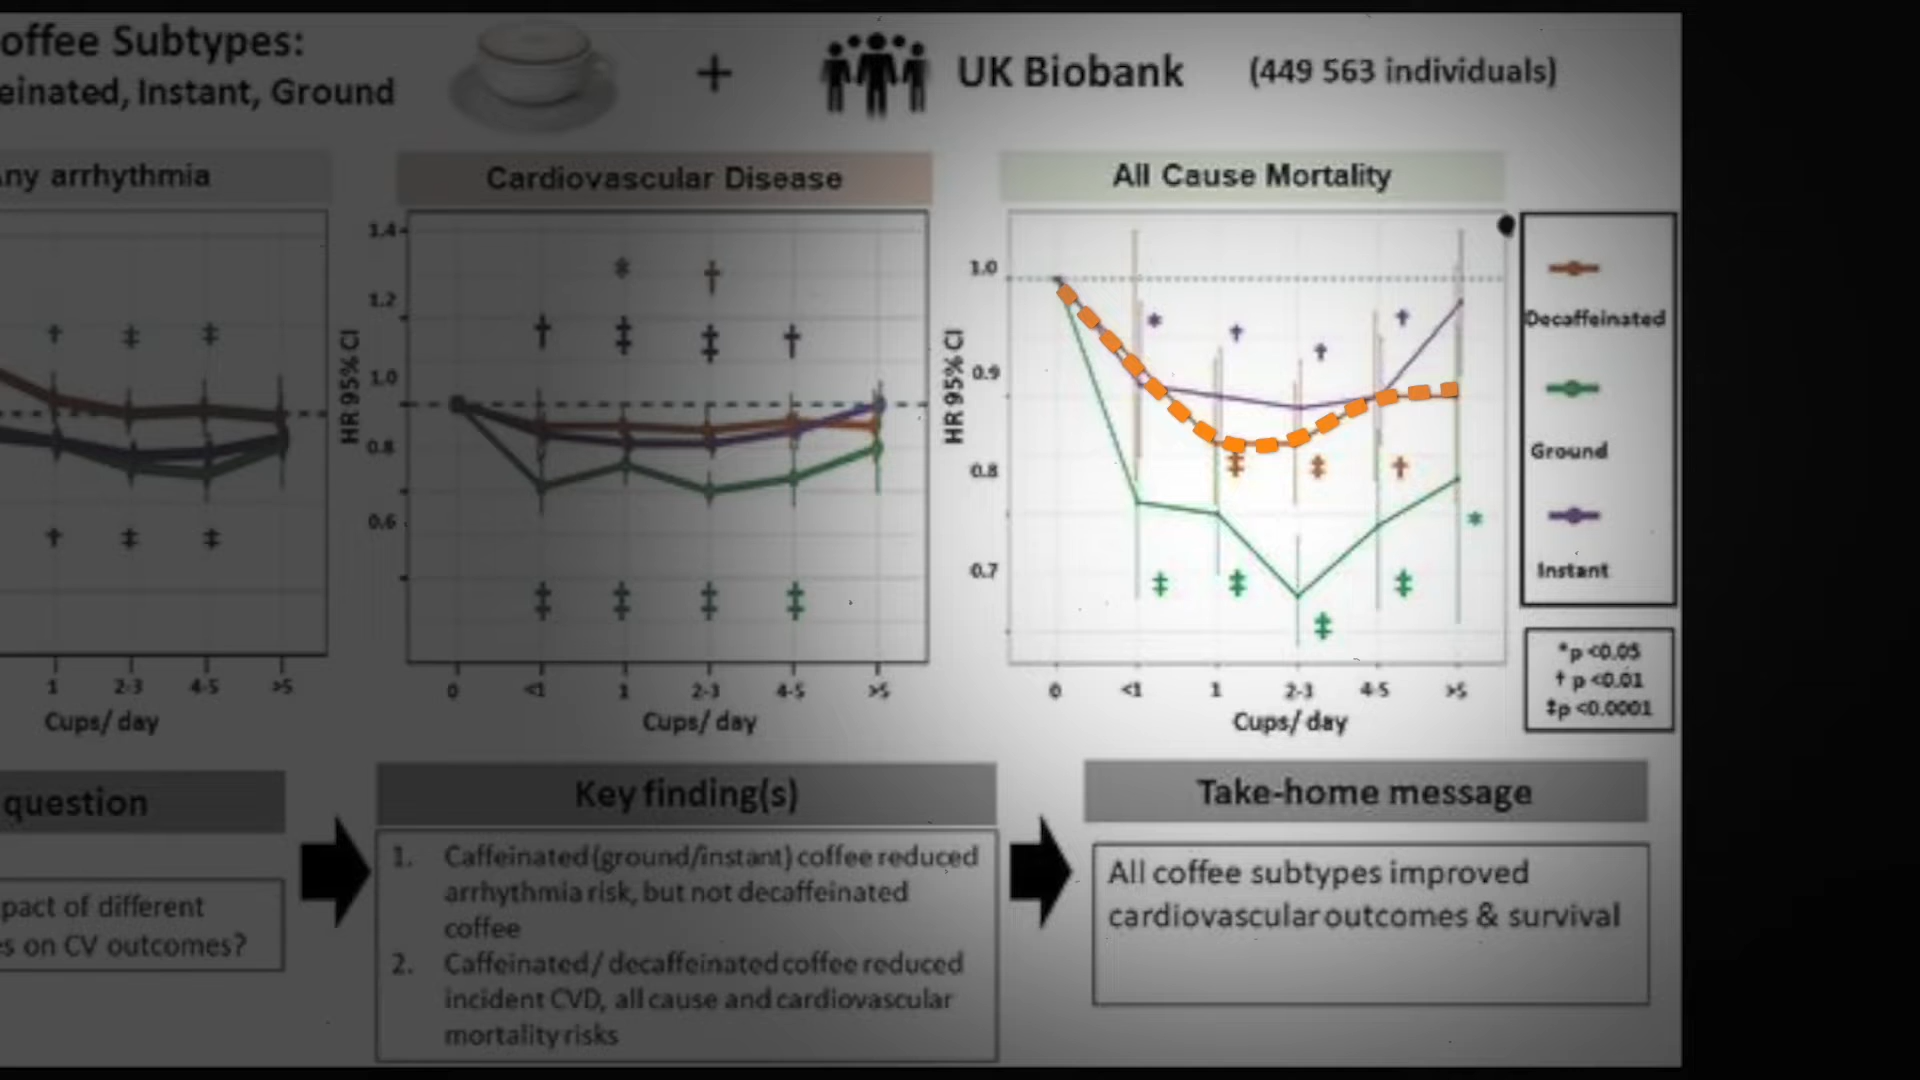 offee Subtypes:
einated, Instant, Ground
+
UK Biobank
(449 563 individuals)
Any arrhythmia
† ‡ ‡
† ‡ ‡
1 2-3 4-5 >5
Cups/ day
Cardiovascular Disease
HR 95% CI
1.4
1.2
1.0
0.8
0.6
‡ †
† ‡ ‡ †
‡ ‡ ‡ ‡
0 <1 1 2-3 4-5 >5
Cups/ day
All Cause Mortality
HR 95% CI
1.0
0.9
0.8
0.7
* † † †
‡ ‡ †
‡ ‡ ‡ ‡ *
0 <1 1 2-3 4-5 >5
Cups/ day
Decaffeinated
Ground
Instant
*p <0.05
† p <0.01
‡p <0.0001
question
pact of different
es on CV outcomes?
Key finding(s)
1. Caffeinated (ground/instant) coffee reduced
arrhythmia risk, but not decaffeinated
coffee
2. Caffeinated / decaffeinated coffee reduced
incident CVD, all cause and cardiovascular
mortality risks
Take-home message
All coffee subtypes improved
cardiovascular outcomes & survival